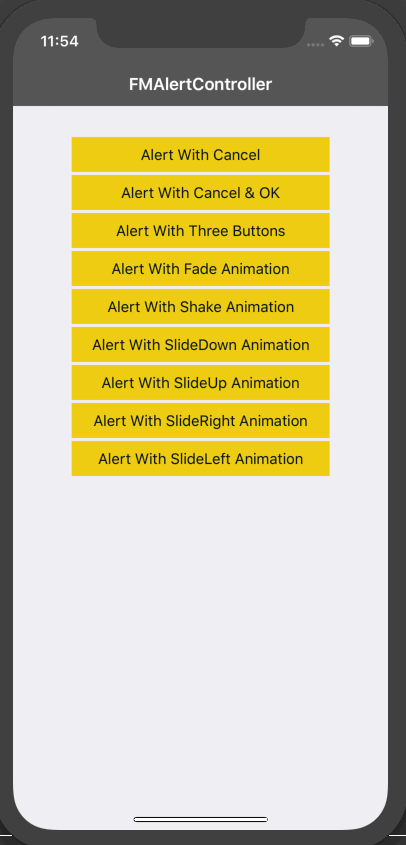 11:54
FMAlertController
Alert With Cancel
Alert With Cancel & OK
Alert With Three Buttons
Alert With Fade Animation
Alert With Shake Animation
Alert With SlideDown Animation
Alert With SlideUp Animation
Alert With SlideRight Animation
Alert With SlideLeft Animation